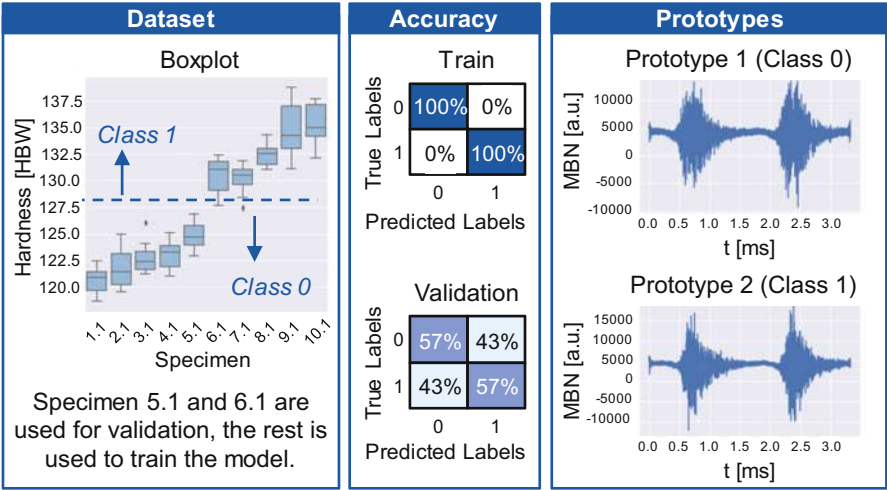 Dataset
Boxplot
Hardness [HBW]
137.5
135.0
132.5
130.0
127.5
125.0
122.5
120.0
Class 1
Class 0
1.1 2.1 3.1 4.1 5.1 6.1 7.1 8.1 9.1 10.1
Specimen
Specimen 5.1 and 6.1 are
used for validation, the rest is
used to train the model.
Accuracy
Train
True Labels
0 100% 0%
1 0% 100%
0 1
Predicted Labels
Validation
True Labels
0 57% 43%
1 43% 57%
0 1
Predicted Labels
Prototypes
Prototype 1 (Class 0)
MBN [a.u.]
10000
5000
0
-5000
-10000
0.0 0.5 1.0 1.5 2.0 2.5 3.0
t [ms]
Prototype 2 (Class 1)
MBN [a.u.]
15000
10000
5000
0
-5000
-10000
0.0 0.5 1.0 1.5 2.0 2.5 3.0
t [ms]